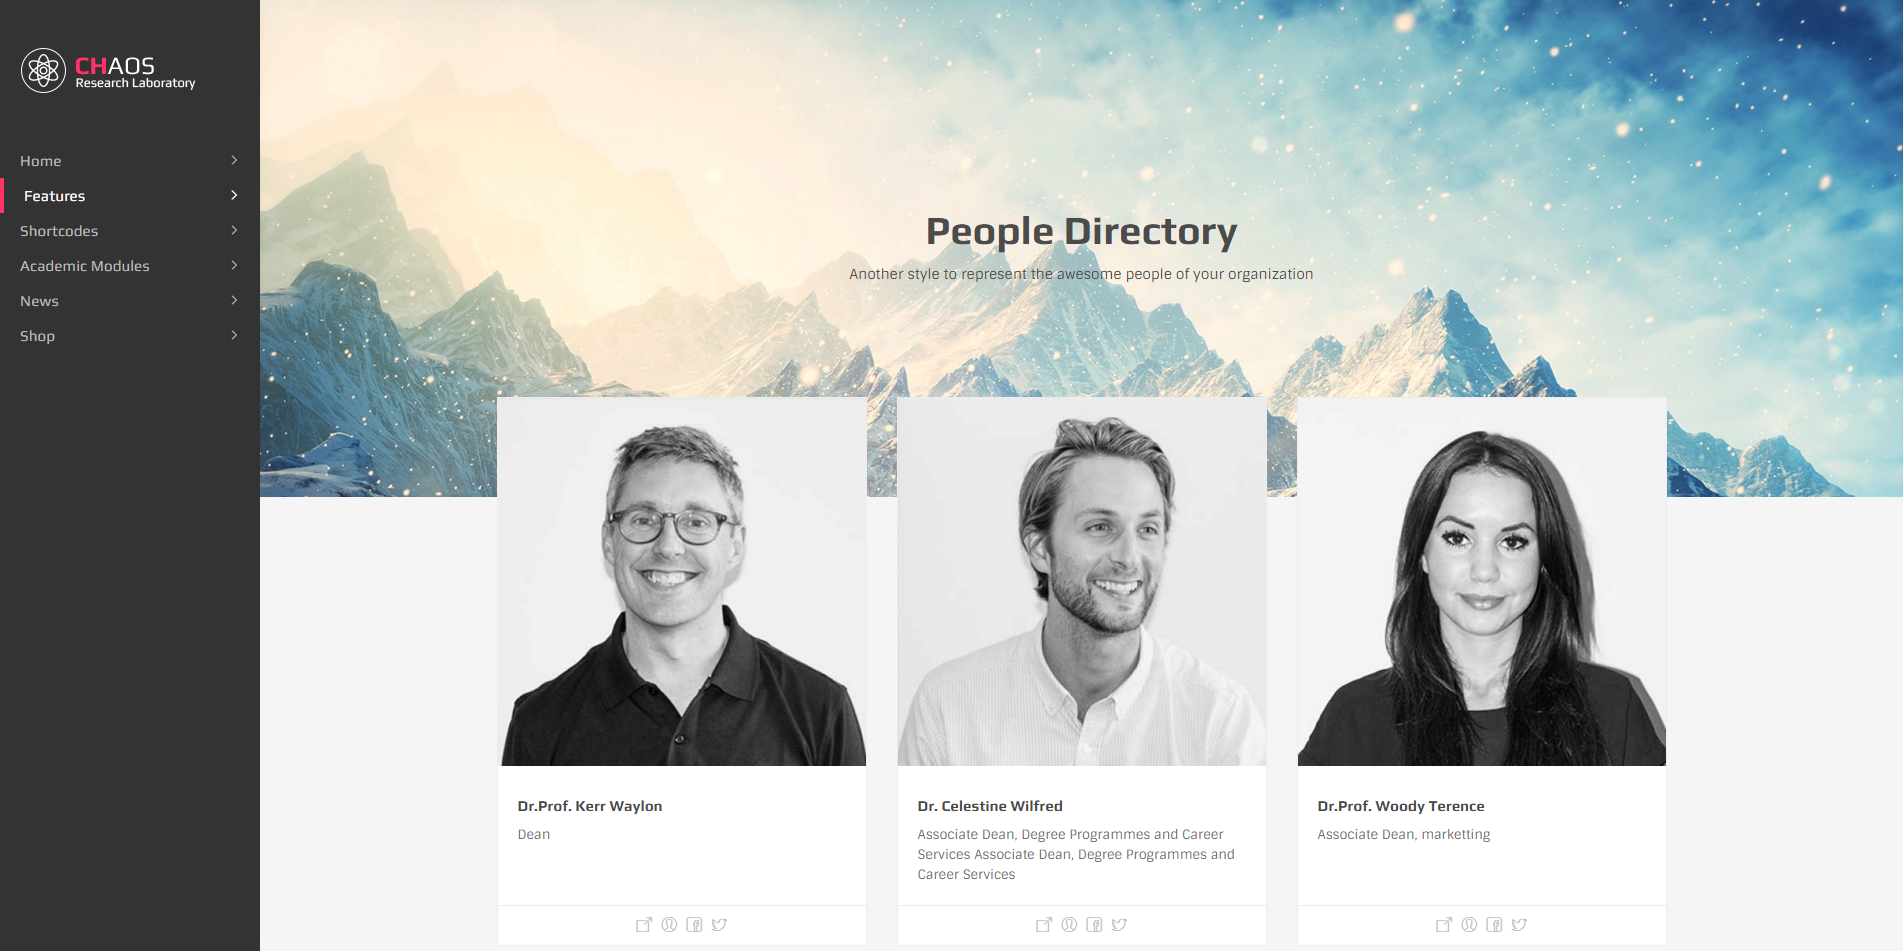 CHAOS
Research Laboratory
Home
Features
Shortcodes
Academic Modules
News
Shop
People Directory
Another style to represent the awesome people of your organization
Dr.Prof. Kerr Waylon
Dean
Dr. Celestine Wilfred
Associate Dean, Degree Programmes and Career
Services Associate Dean, Degree Programmes and
Career Services
Dr.Prof. Woody Terence
Associate Dean, marketting